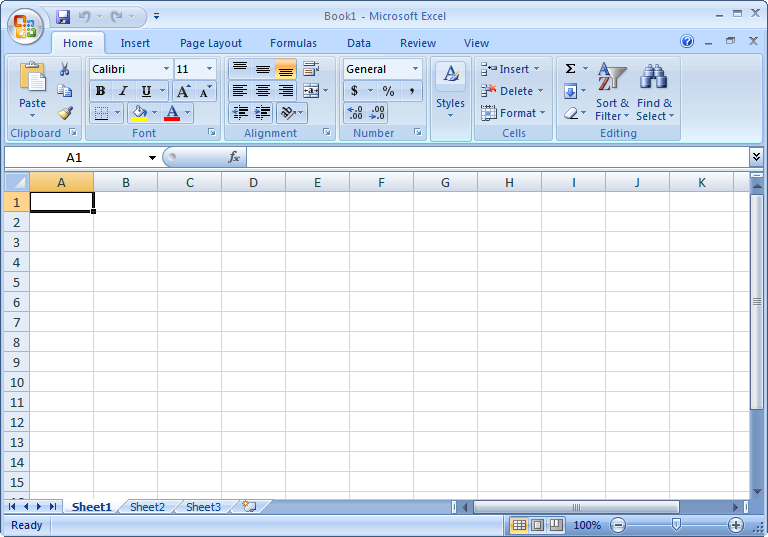 Book1 - Microsoft Excel
Home Insert Page Layout Formulas Data Review View
Calibri 11 General Insert Σ
Paste B I U A A $ % , Styles Delete Sort & Filter Find & Select
A A .00 .00 Format
Clipboard Font Alignment Number Cells Editing
A1 fx
A B C D E F G H I J K
1
2
3
4
5
6
7
8
9
10
11
12
13
14
15
Sheet1 Sheet2 Sheet3
Ready 100%